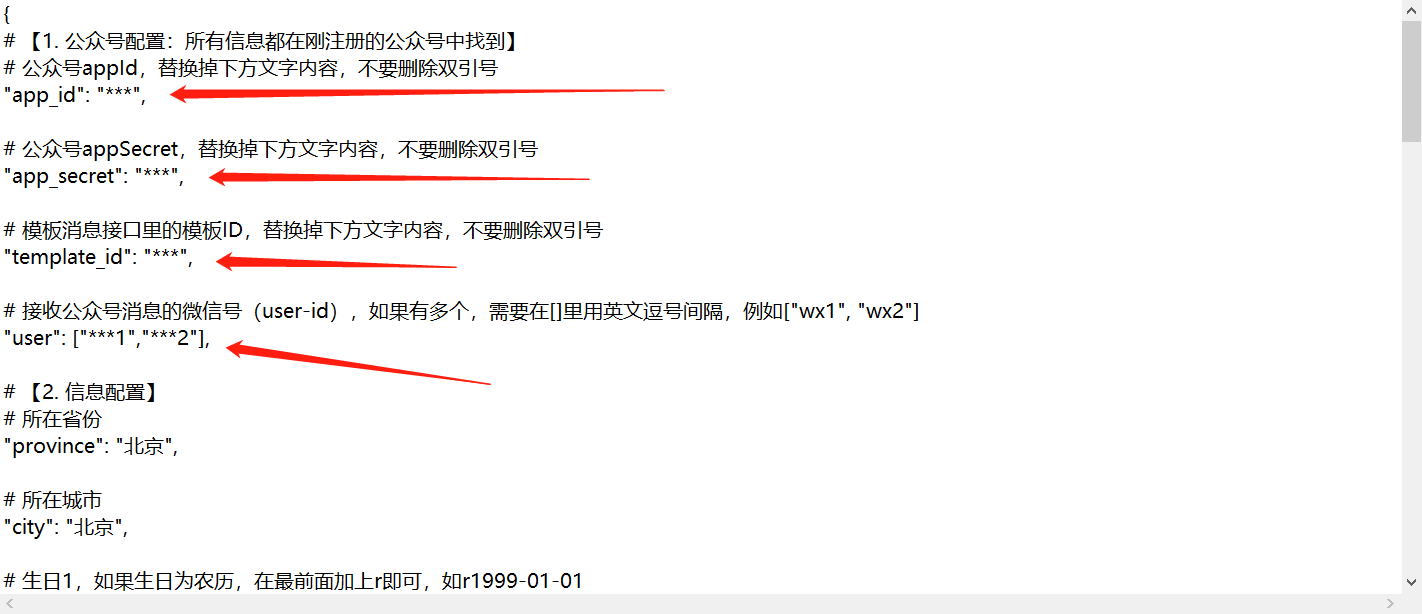 {
# 【1. 公众号配置：所有信息都在刚注册的公众号中找到】
# 公众号appId，替换掉下方文字内容，不要删除双引号
"app_id": "***",
# 公众号appSecret，替换掉下方文字内容，不要删除双引号
"app_secret": "***",
# 模板消息接口里的模板ID，替换掉下方文字内容，不要删除双引号
"template_id": "***",
# 接收公众号消息的微信号（user-id），如果有多个，需要在[]里用英文逗号间隔，例如["wx1", "wx2"]
"user": ["***1","***2"],
# 【2. 信息配置】
# 所在省份
"province": "北京",
# 所在城市
"city": "北京",
# 生日1，如果生日为农历，在最前面加上r即可，如r1999-01-01